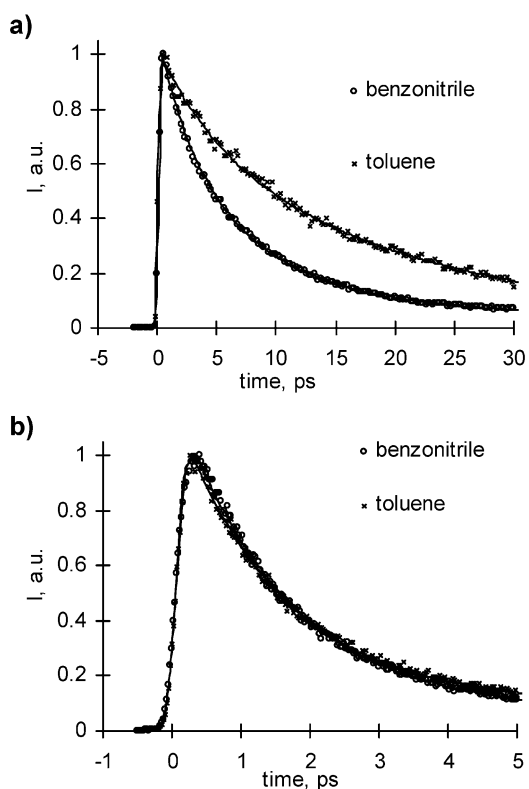 a)
I, a.u.
1
0.8
0.6
0.4
0.2
0
-5 0 5 10 15 20 25 30
time, ps
benzonitrile
toluene
b)
I, a.u.
1
0.8
0.6
0.4
0.2
0
-1 0 1 2 3 4 5
time, ps
benzonitrile
toluene